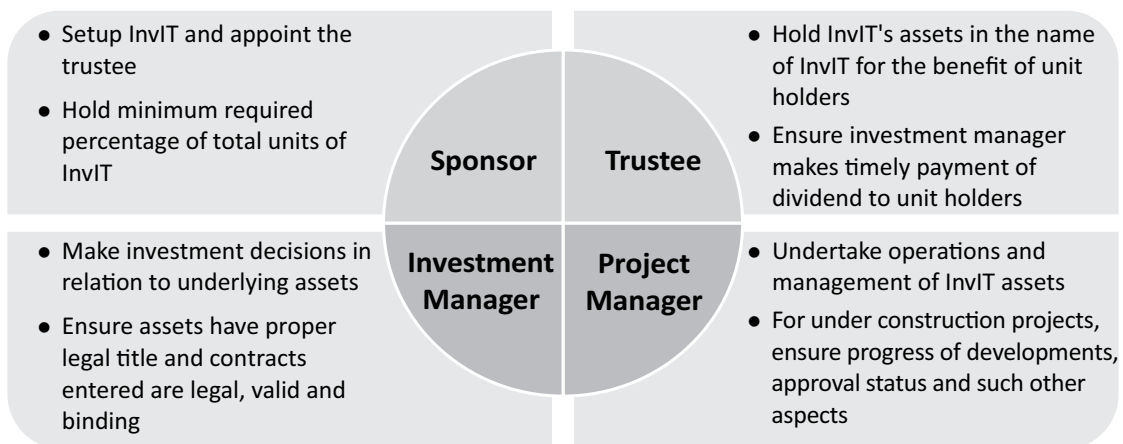 ● Setup InvIT and appoint the
trustee
● Hold minimum required
percentage of total units of
InvIT
Sponsor
Trustee
● Hold InvIT's assets in the name
of InvIT for the benefit of unit
holders
● Ensure investment manager
makes timely payment of
dividend to unit holders
● Make investment decisions in
relation to underlying assets
● Ensure assets have proper
legal title and contracts
entered are legal, valid and
binding
Investment
Manager
Project
Manager
● Undertake operations and
management of InvIT assets
● For under construction projects,
ensure progress of developments,
approval status and such other
aspects